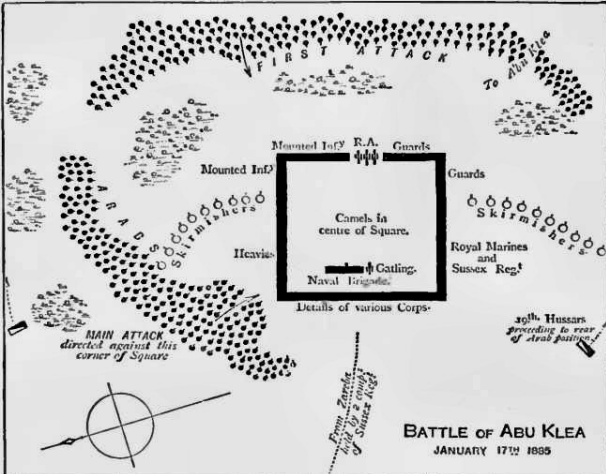 FIRST ATTACK
To Abu Klea
Mounted Infy R.A. Guards
Mounted Infy
Guards
ARABS
Skirmishers
Skirmishers
Camels in
centre of Square.
Heavies
Royal Marines
and
Sussex Regt
Gatling.
Naval Brigade.
Details of various Corps.
MAIN ATTACK
directed against this
corner of Square
19th. Hussars
proceeding to rear
of Arab position
From Zareba
held by 2 comps
of Sussex Regt
BATTLE OF ABU KLEA
JANUARY 17TH 1885